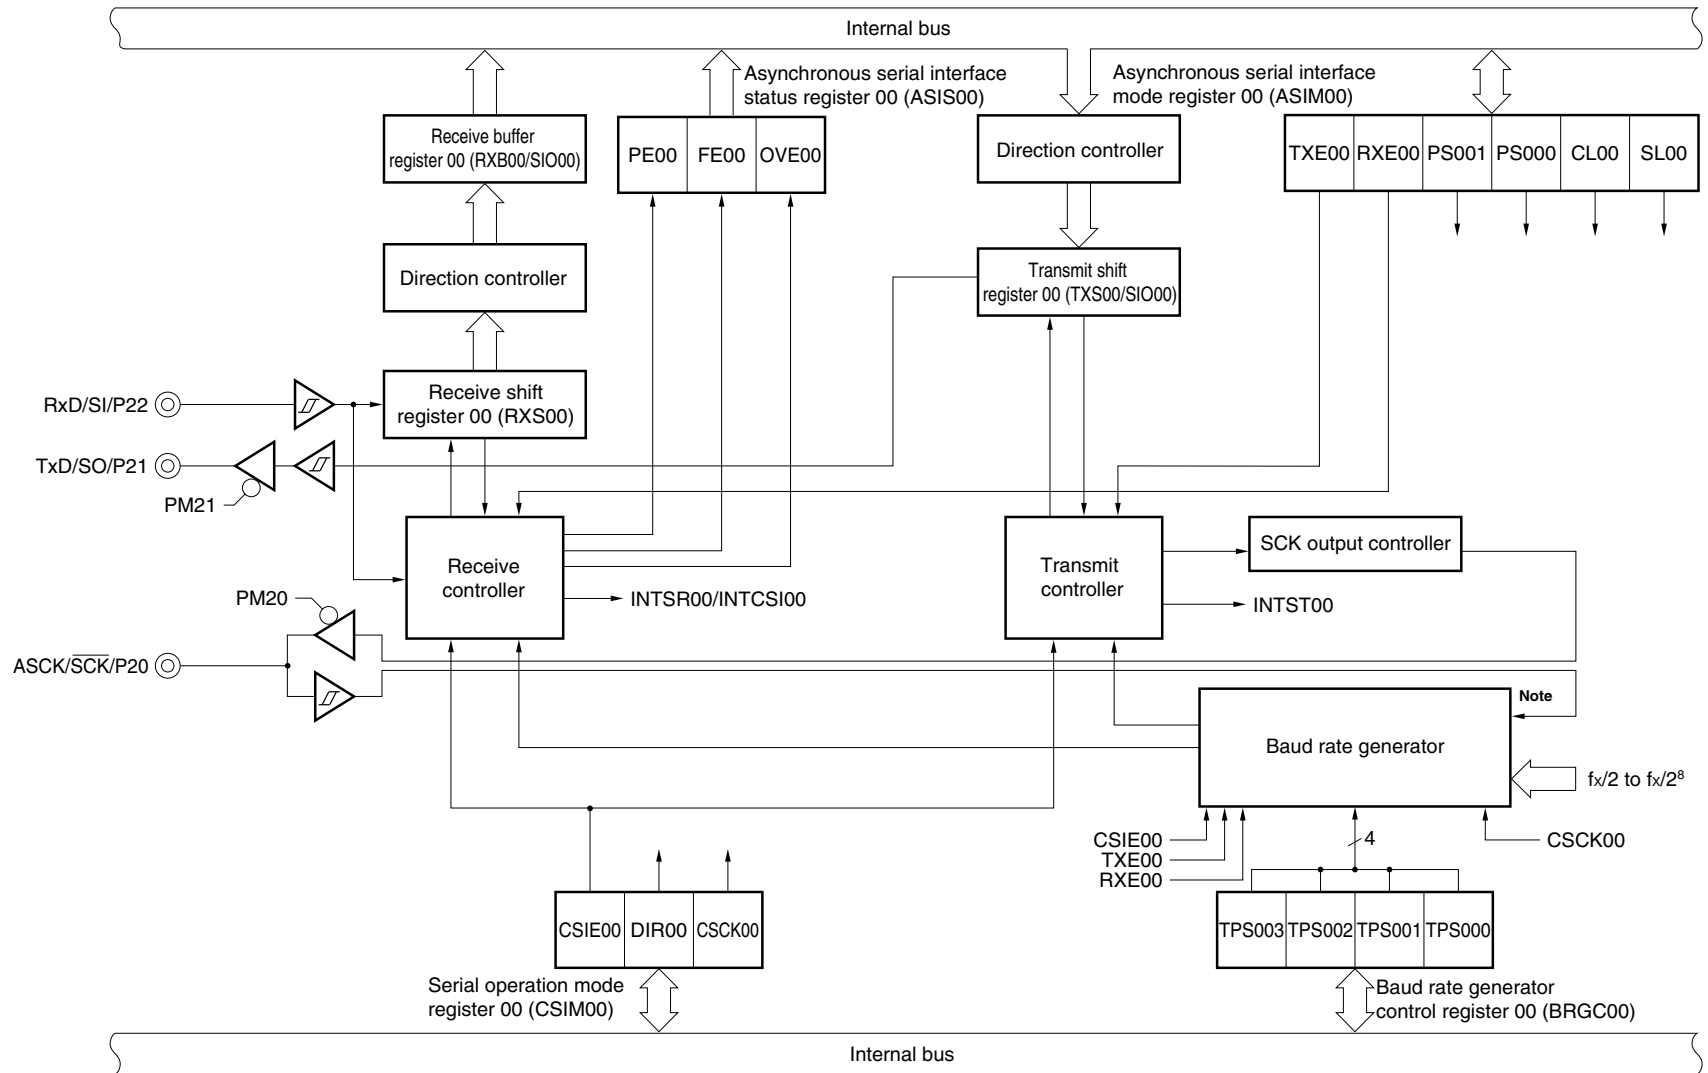 Internal bus
Asynchronous serial interface
status register 00 (ASIS00)
Asynchronous serial interface
mode register 00 (ASIM00)
Receive buffer
register 00 (RXB00/SIO00)
PE00
FE00
OVE00
Direction controller
TXE00
RXE00
PS001
PS000
CL00
SL00
Direction controller
Transmit shift
register 00 (TXS00/SIO00)
RxD/SI/P22
Receive shift
register 00 (RXS00)
TxD/SO/P21
PM21
Receive
controller
INTSR00/INTCSI00
Transmit
controller
SCK output controller
INTST00
PM20
ASCK/S̅C̅K̅/P20
Note
Baud rate generator
fx/2 to fx/2⁸
CSIE00
TXE00
RXE00
4
CSCK00
CSIE00
DIR00
CSCK00
TPS003
TPS002
TPS001
TPS000
Serial operation mode
register 00 (CSIM00)
Baud rate generator
control register 00 (BRGC00)
Internal bus